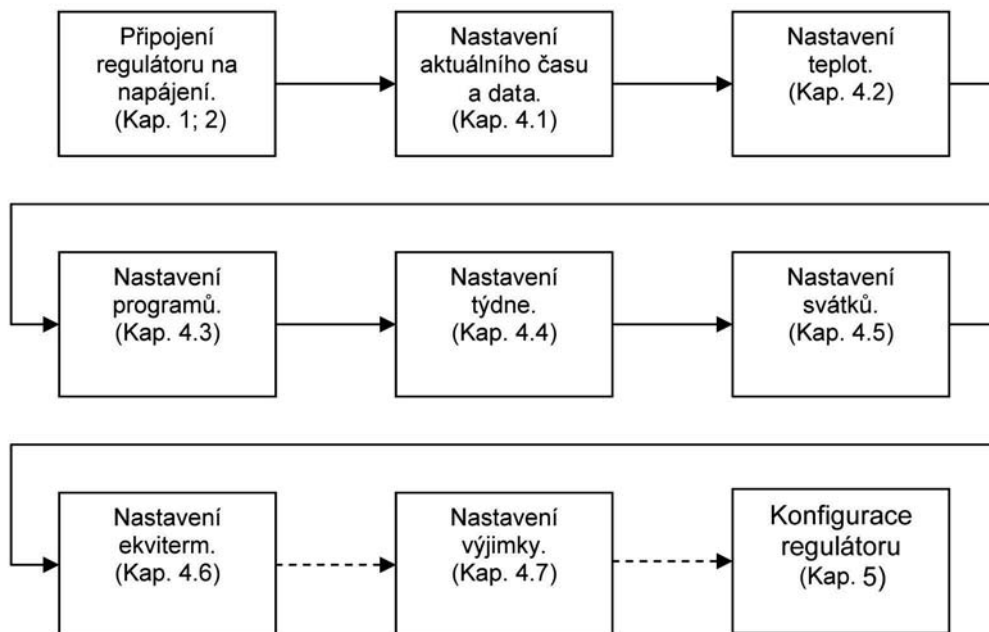 Připojení
regulátoru na
napájení.
(Kap. 1; 2)
Nastavení
aktuálního času
a data.
(Kap. 4.1)
Nastavení
teplot.
(Kap. 4.2)
Nastavení
programů.
(Kap. 4.3)
Nastavení
týdne.
(Kap. 4.4)
Nastavení
svátků.
(Kap. 4.5)
Nastavení
ekviterm.
(Kap. 4.6)
Nastavení
výjimky.
(Kap. 4.7)
Konfigurace
regulátoru
(Kap. 5)